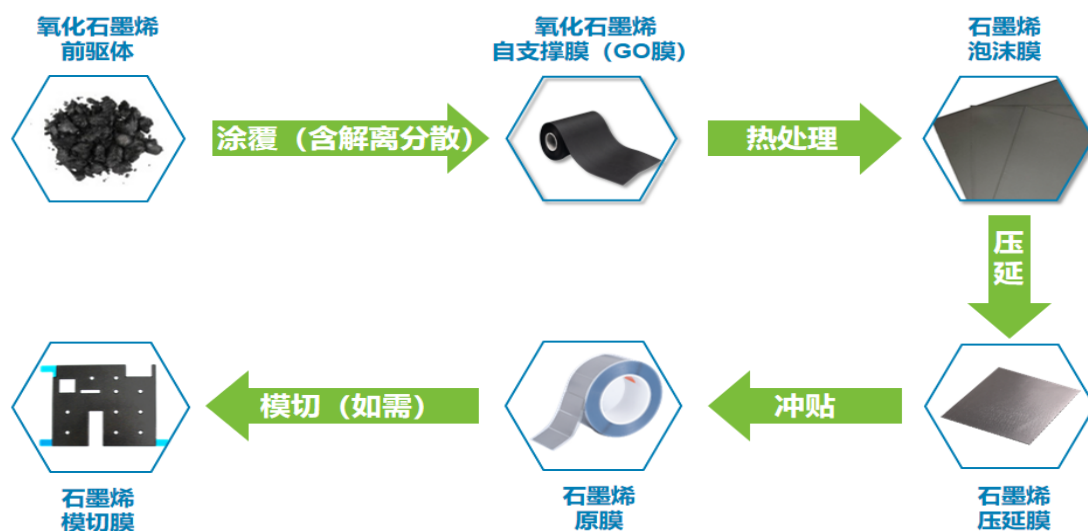 氧化石墨烯
前驱体
涂覆（含解离分散）
氧化石墨烯
自支撑膜（GO膜）
热处理
石墨烯
泡沫膜
压
延
石墨烯
压延膜
冲贴
石墨烯
原膜
模切（如需）
石墨烯
模切膜